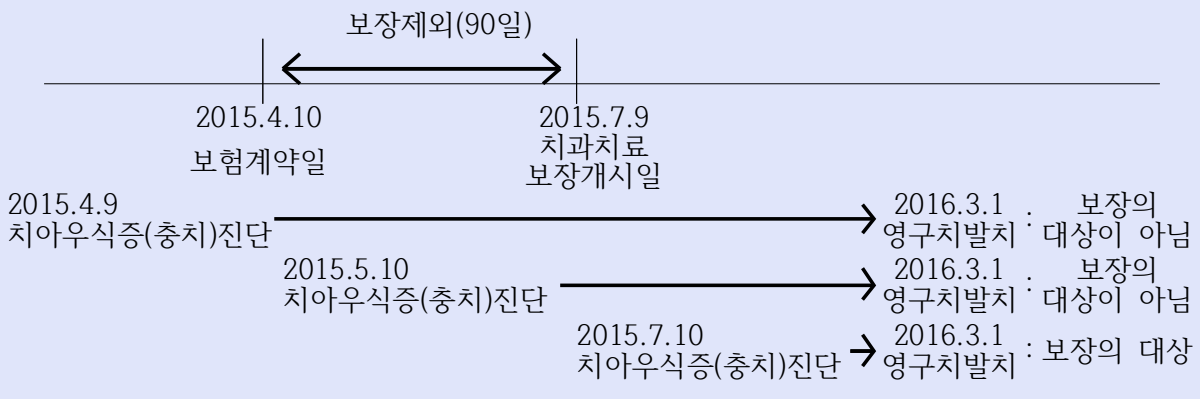 보장제외(90일)
2015.4.10
보험계약일
2015.7.9
치과치료
보장개시일
2015.4.9
치아우식증(충치)진단
2016.3.1
영구치발치
: 보장의
대상이 아님
2015.5.10
치아우식증(충치)진단
2016.3.1
영구치발치
: 보장의
대상이 아님
2015.7.10
치아우식증(충치)진단
2016.3.1
영구치발치
: 보장의 대상